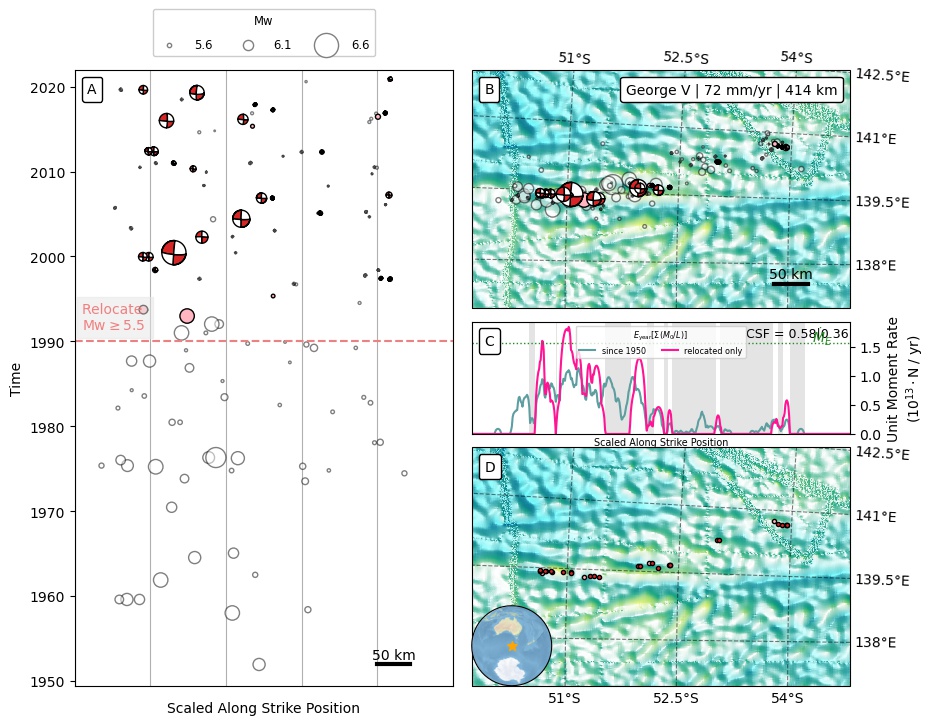 Mw
5.6 6.1 6.6
A
2020
2010
2000
1990
1980
1970
1960
1950
Time
Relocated
Mw ≥ 5.5
50 km
Scaled Along Strike Position
51°S 52.5°S 54°S
B
George V | 72 mm/yr | 414 km
142.5°E
141°E
139.5°E
138°E
50 km
C
E_year[Σ(M₀/L)]
since 1950 relocated only
CSF = 0.58|0.36
1.5
1.0
0.5
0.0
Unit Moment Rate
(10¹³ · N / yr)
Scaled Along Strike Position
D
142.5°E
141°E
139.5°E
138°E
51°S 52.5°S 54°S